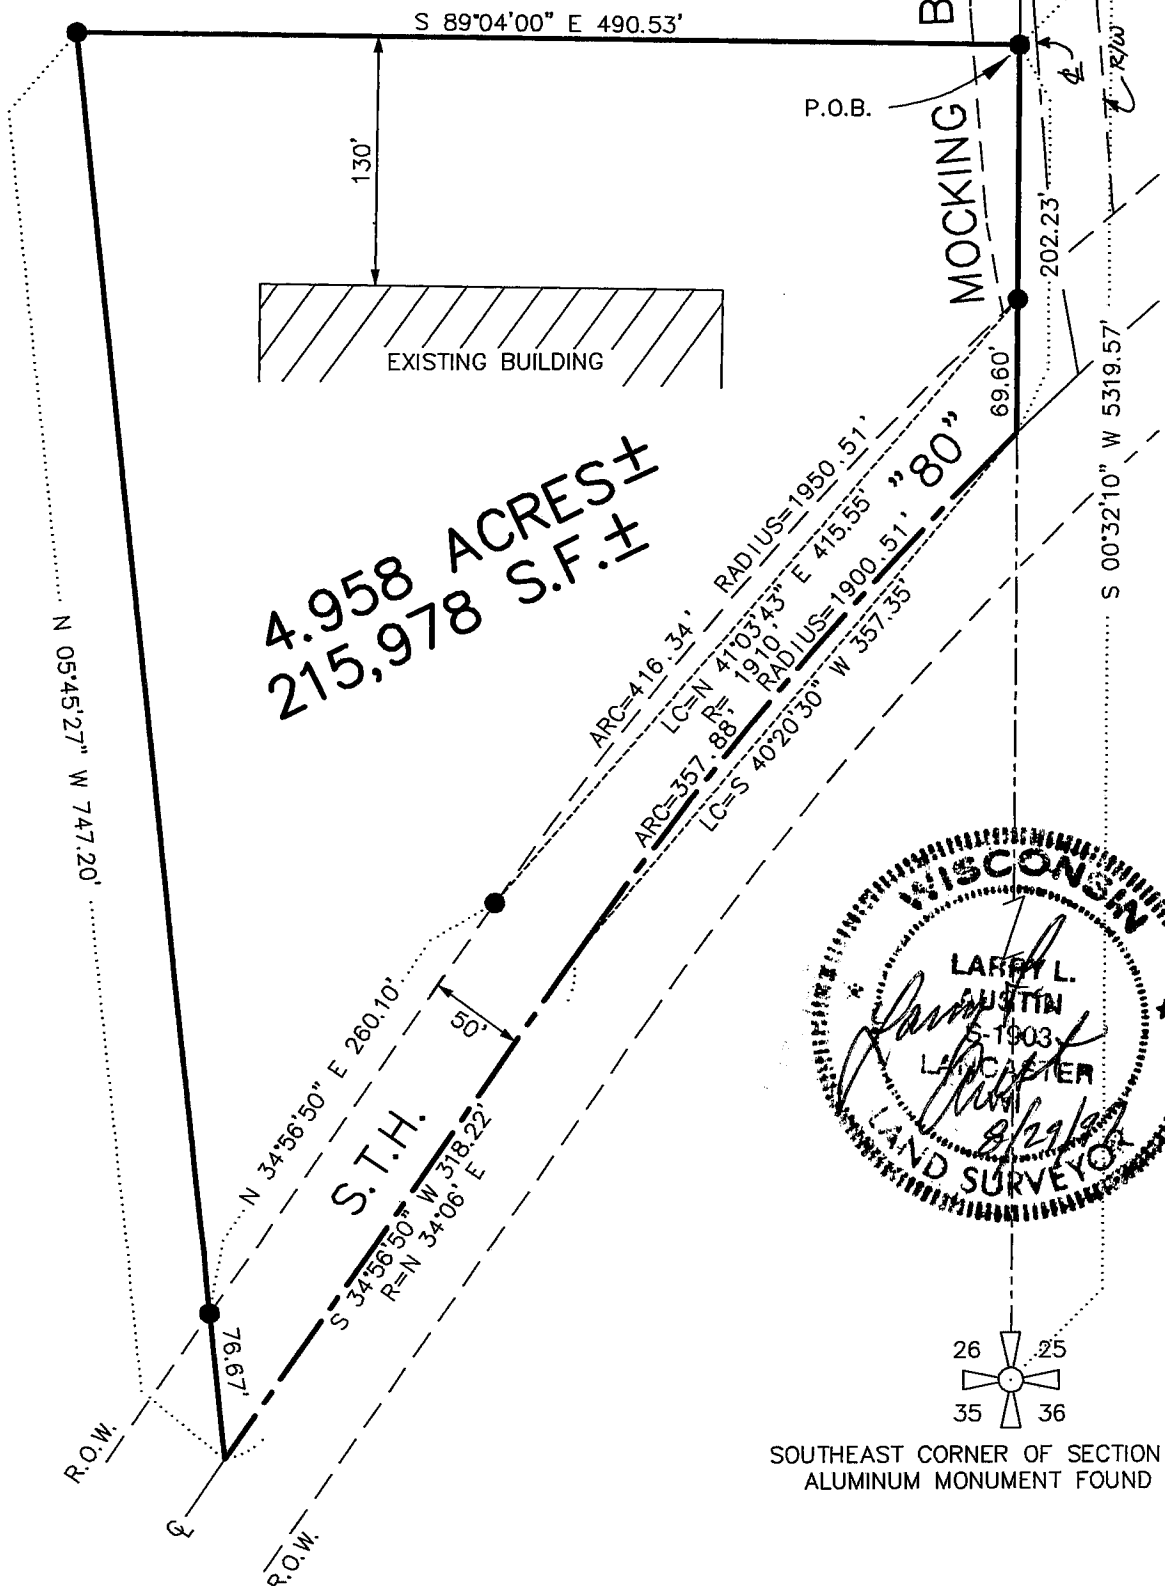 S 89°04'00" E 490.53'
B
P.O.B.
R/W
130'
MOCKING
202.23'
EXISTING BUILDING
69.60'
S 00°32'10" W 5319.57'
4.958 ACRES±
215,978 S.F.±
"80"
ARC=416.34' RADIUS=1950.51'
LC=N 41°03'43" E 415.55'
R= 1910'
ARC=357.88' RADIUS=1900.51'
LC=S 40°20'30" W 357.35'
N 05°45'27" W 747.20'
N 34°56'50" E 260.10'
50'
S.T.H.
S 34°56'50" W 318.22'
R=N 34°06' E
76.67'
R.O.W.
R.O.W.
WISCONSIN
LARRY L.
AUSTIN
S-1903
LANCASTER
LAND SURVEYOR
26 25
35 36
SOUTHEAST CORNER OF SECTION
ALUMINUM MONUMENT FOUND